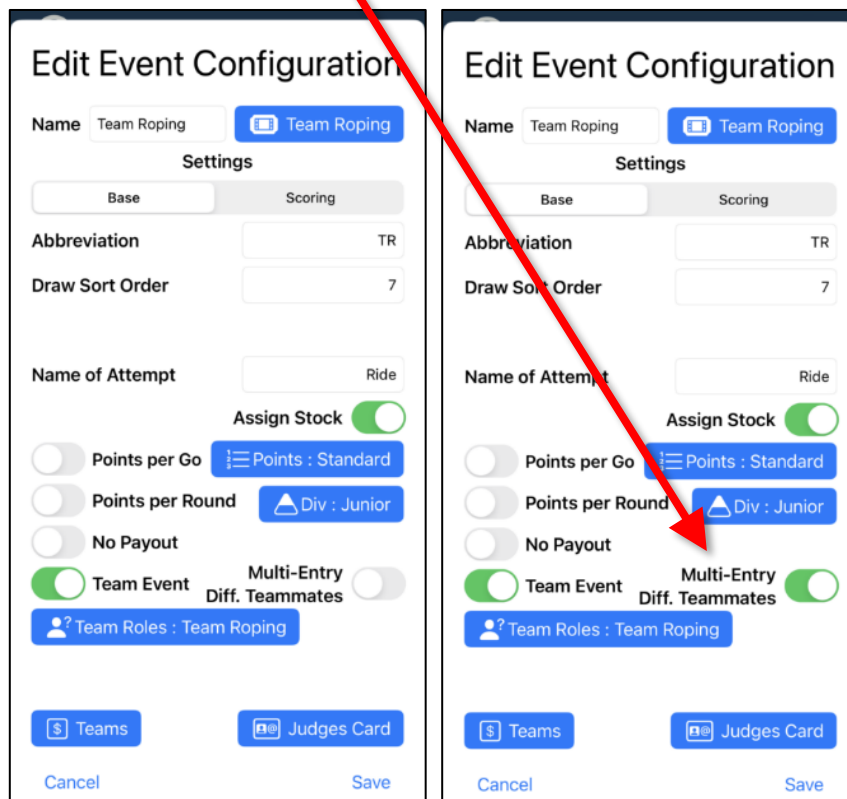 Edit Event Configuration
Name Team Roping Team Roping
Settings
Base Scoring
Abbreviation TR
Draw Sort Order 7
Name of Attempt Ride
Assign Stock
Points per Go Points : Standard
Points per Round Div : Junior
No Payout
Team Event Multi-Entry
Diff. Teammates
Team Roles : Team Roping
Teams Judges Card
Cancel Save
Edit Event Configuration
Name Team Roping Team Roping
Settings
Base Scoring
Abbreviation TR
Draw Sort Order 7
Name of Attempt Ride
Assign Stock
Points per Go Points : Standard
Points per Round Div : Junior
No Payout
Team Event Multi-Entry
Diff. Teammates
Team Roles : Team Roping
Teams Judges Card
Cancel Save